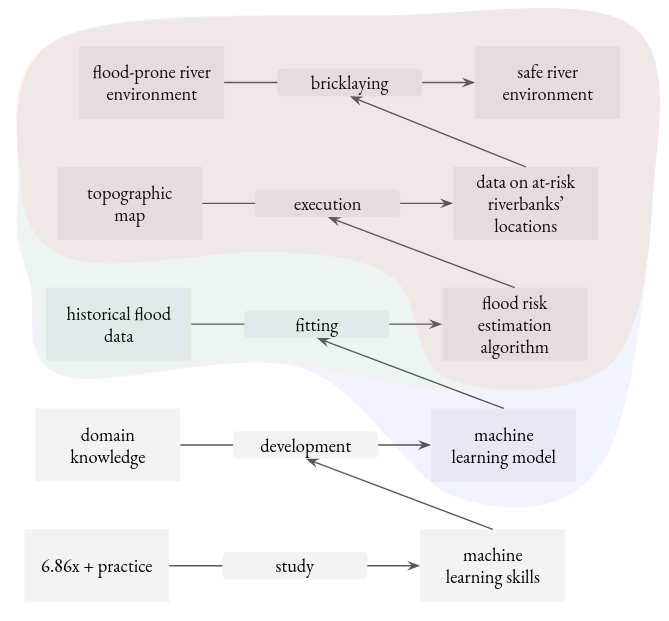 flood-prone river
environment
bricklaying
safe river
environment
topographic
map
execution
data on at-risk
riverbanks’
locations
historical flood
data
fitting
flood risk
estimation
algorithm
domain
knowledge
development
machine
learning model
6.86x + practice
study
machine
learning skills